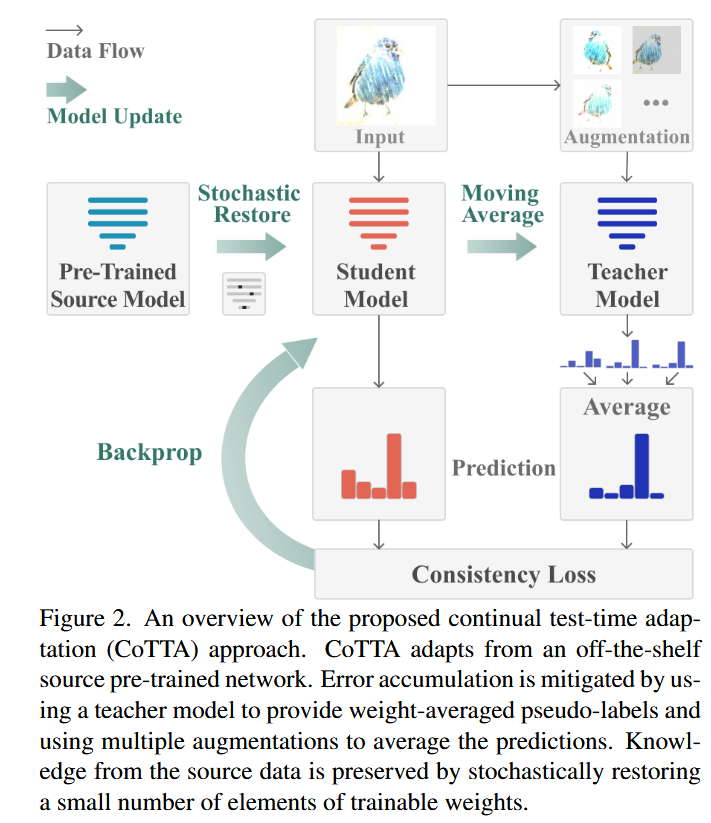 Data Flow
Model Update
Input
Augmentation
Pre-Trained
Source Model
Stochastic
Restore
Student
Model
Moving
Average
Teacher
Model
Average
Backprop
Prediction
Consistency Loss
Figure 2. An overview of the proposed continual test-time adap-
tation (CoTTA) approach. CoTTA adapts from an off-the-shelf
source pre-trained network. Error accumulation is mitigated by us-
ing a teacher model to provide weight-averaged pseudo-labels and
using multiple augmentations to average the predictions. Knowl-
edge from the source data is preserved by stochastically restoring
a small number of elements of trainable weights.